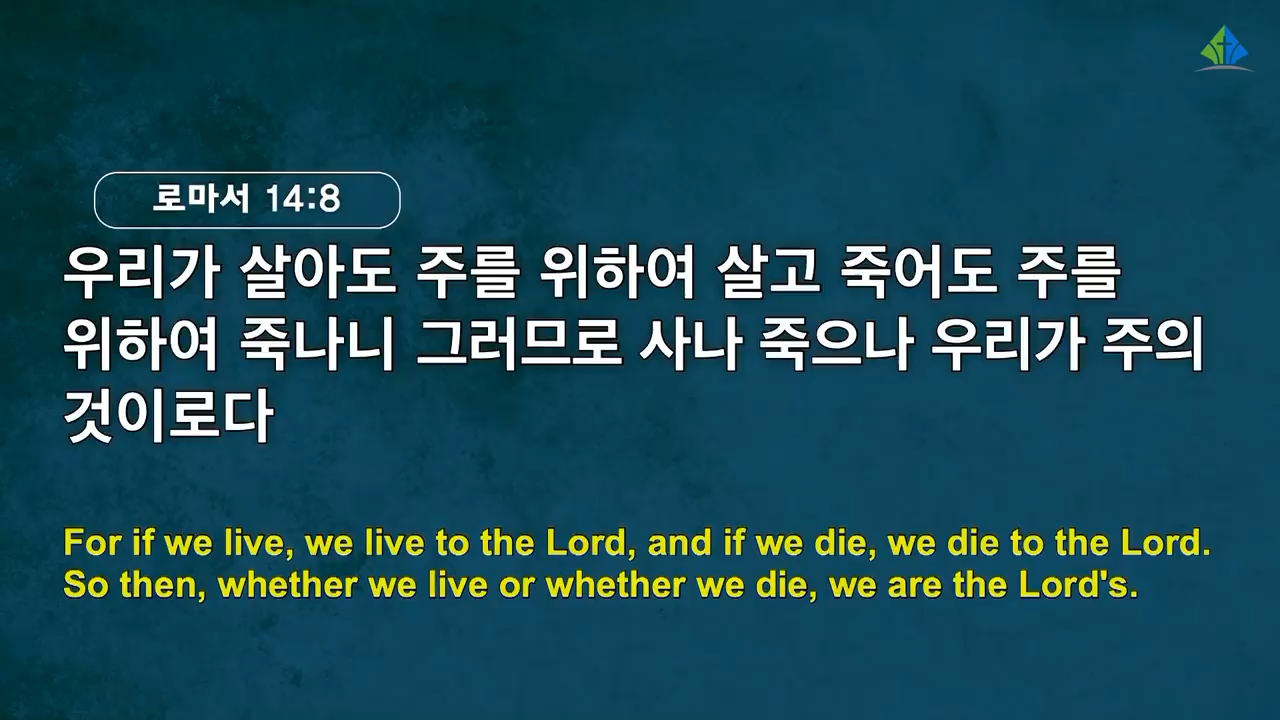 로마서 14:8
우리가 살아도 주를 위하여 살고 죽어도 주를
위하여 죽나니 그러므로 사나 죽으나 우리가 주의
것이로다
For if we live, we live to the Lord, and if we die, we die to the Lord.
So then, whether we live or whether we die, we are the Lord's.